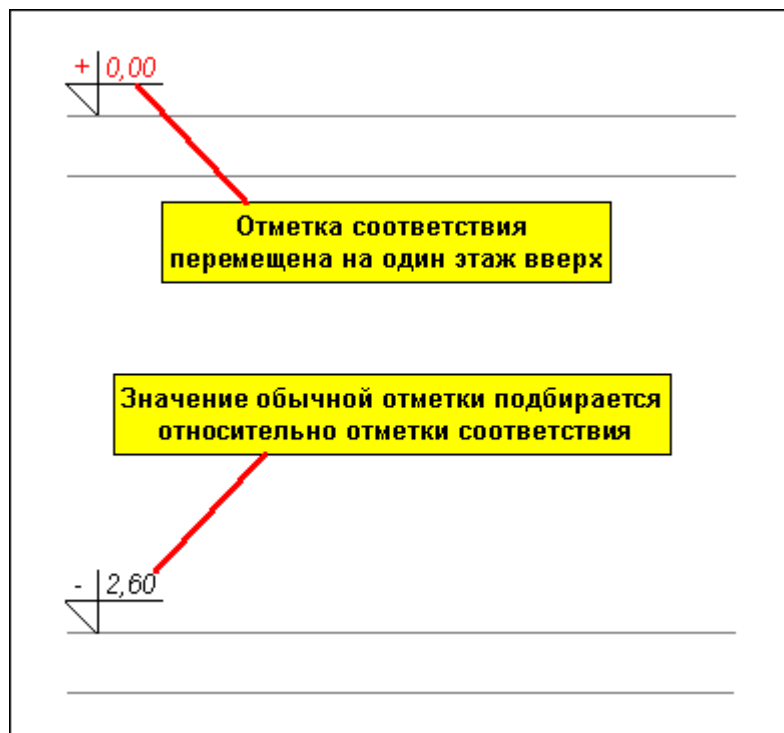 + 0,00
Отметка соответствия
перемещена на один этаж вверх
Значение обычной отметки подбирается
относительно отметки соответствия
- 2,60